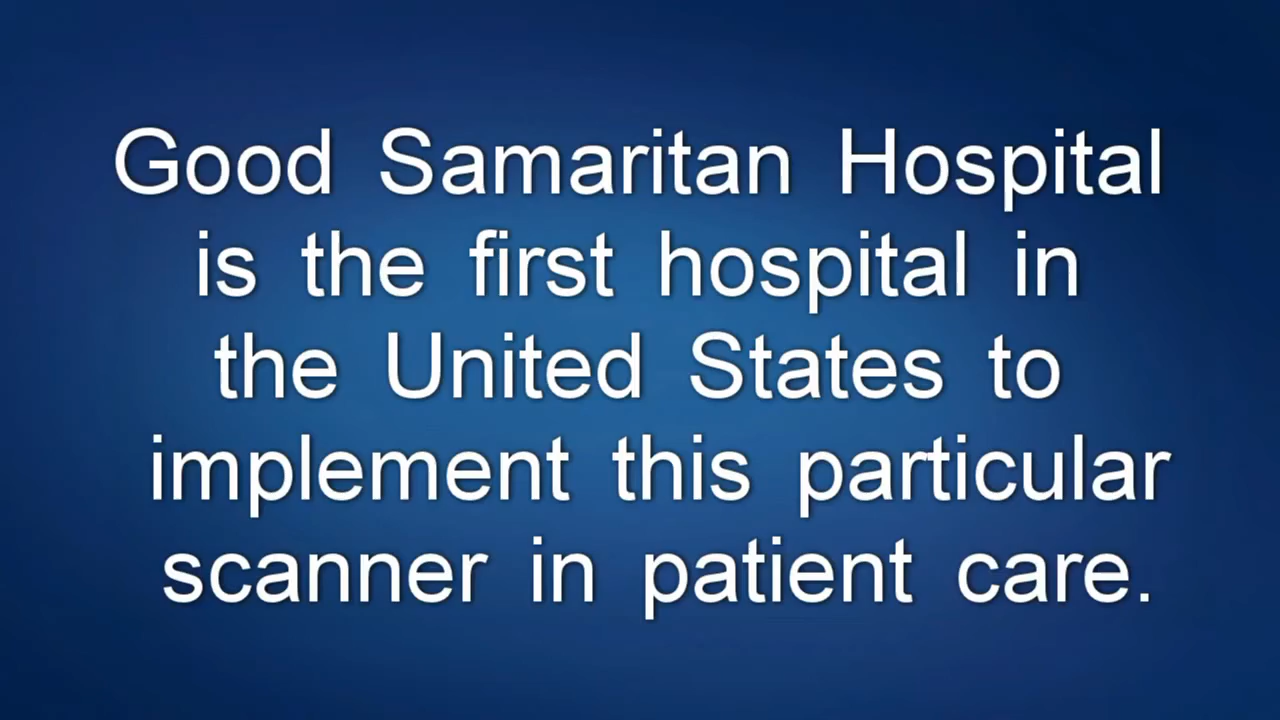 Good Samaritan Hospital
is the first hospital in
the United States to
implement this particular
scanner in patient care.